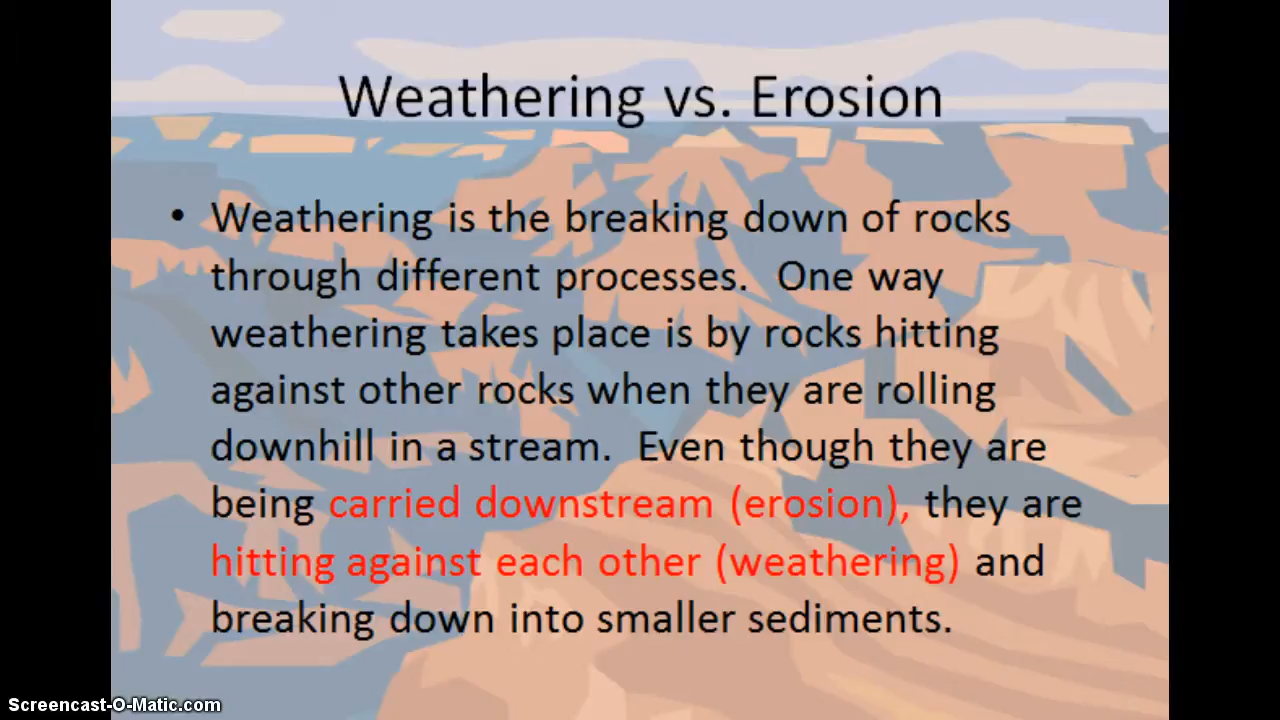 Weathering vs. Erosion
• Weathering is the breaking down of rocks
through different processes.  One way
weathering takes place is by rocks hitting
against other rocks when they are rolling
downhill in a stream.  Even though they are
being carried downstream (erosion), they are
hitting against each other (weathering) and
breaking down into smaller sediments.
Screencast-O-Matic.com